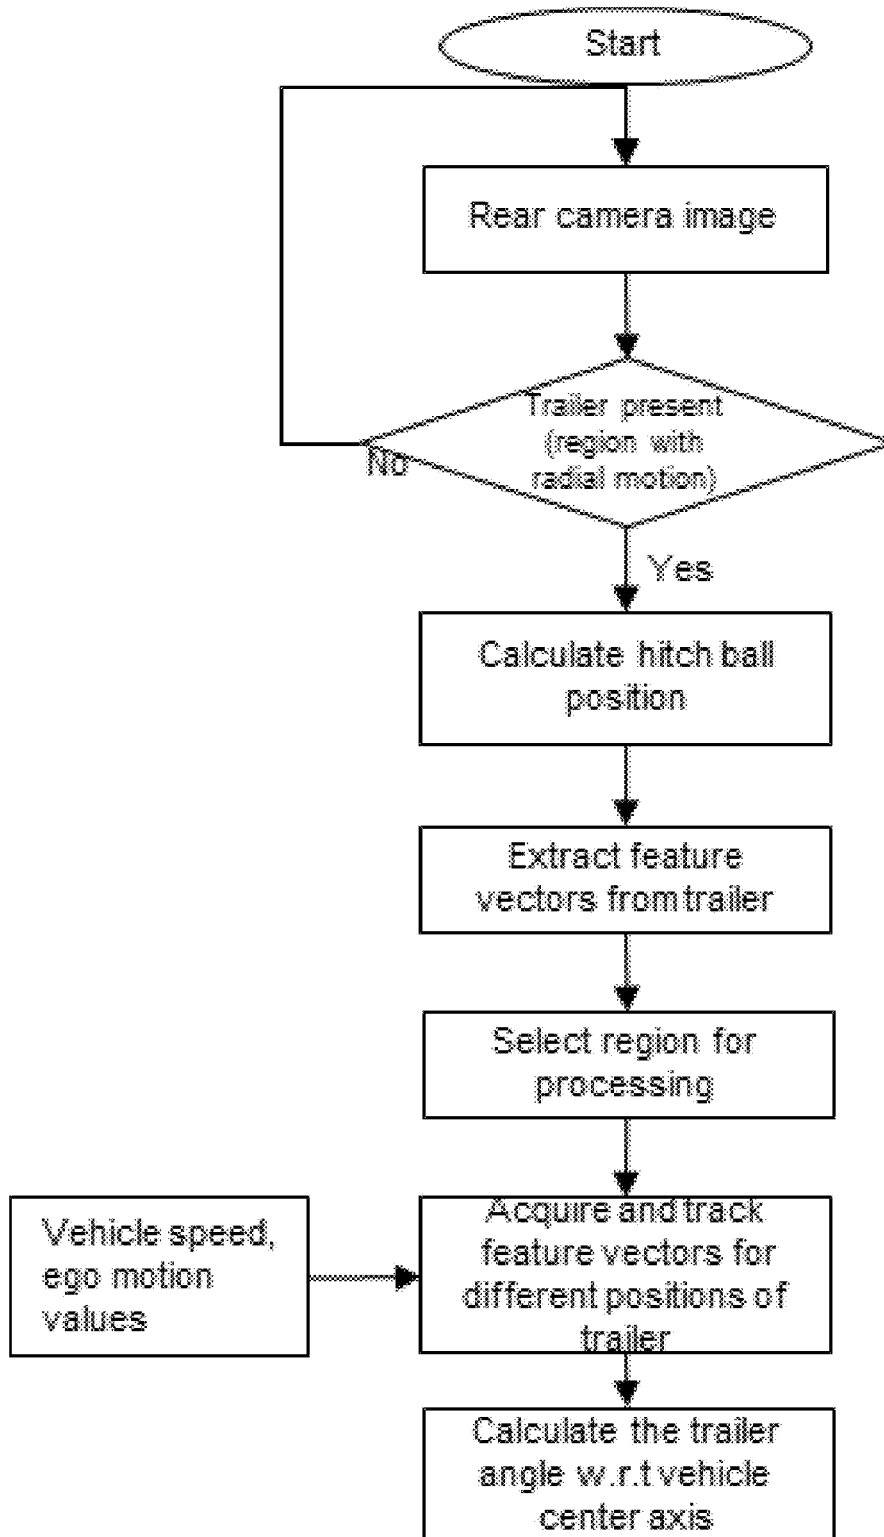 Start
Rear camera image
Trailer present
(region with
radial motion)
No
Yes
Calculate hitch ball
position
Extract feature
vectors from trailer
Select region for
processing
Vehicle speed,
ego motion
values
Acquire and track
feature vectors for
different positions of
trailer
Calculate the trailer
angle w.r.t vehicle
center axis